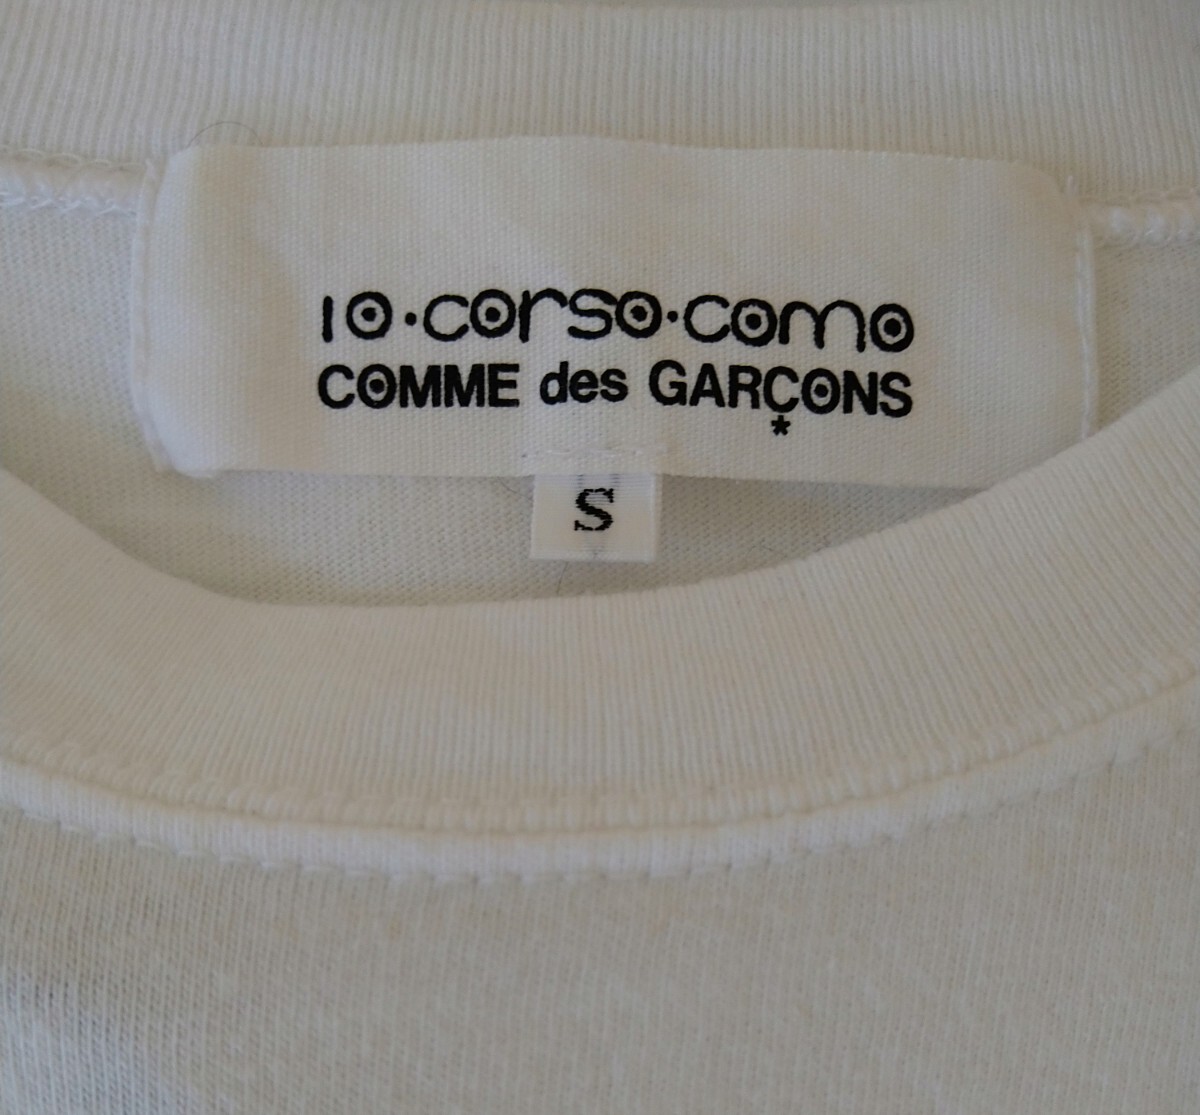 10·corso·como
COMME des GARÇONS
*
S